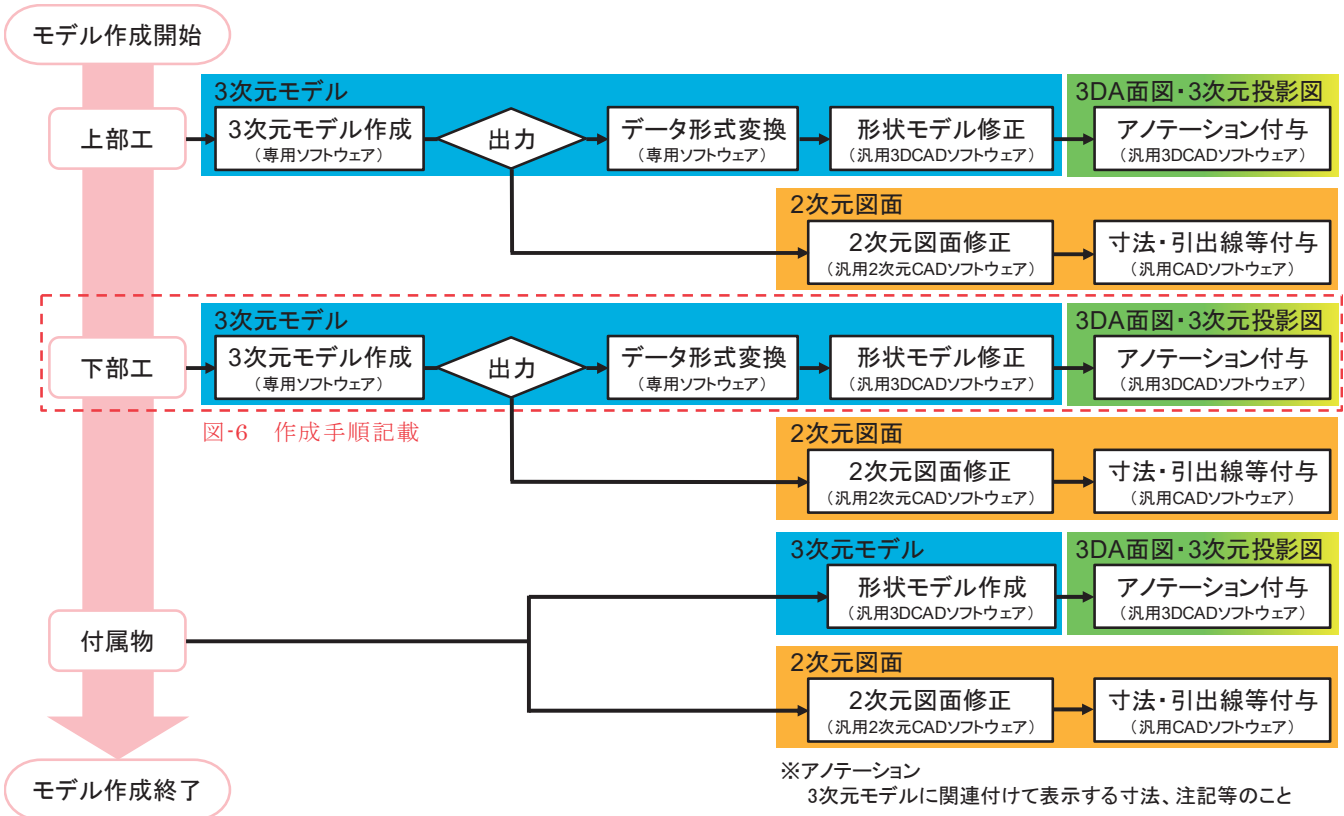 モデル作成開始
上部工
3次元モデル
3次元モデル作成
（専用ソフトウェア）
出力
データ形式変換
（専用ソフトウェア）
形状モデル修正
（汎用3DCADソフトウェア）
3DA面図・3次元投影図
アノテーション付与
（汎用3DCADソフトウェア）
2次元図面
2次元図面修正
（汎用2次元CADソフトウェア）
寸法・引出線等付与
（汎用CADソフトウェア）
下部工
3次元モデル
3次元モデル作成
（専用ソフトウェア）
出力
データ形式変換
（専用ソフトウェア）
形状モデル修正
（汎用3DCADソフトウェア）
3DA面図・3次元投影図
アノテーション付与
（汎用3DCADソフトウェア）
図-6　作成手順記載
2次元図面
2次元図面修正
（汎用2次元CADソフトウェア）
寸法・引出線等付与
（汎用CADソフトウェア）
付属物
3次元モデル
形状モデル作成
（汎用3DCADソフトウェア）
3DA面図・3次元投影図
アノテーション付与
（汎用3DCADソフトウェア）
2次元図面
2次元図面修正
（汎用2次元CADソフトウェア）
寸法・引出線等付与
（汎用CADソフトウェア）
モデル作成終了
※アノテーション
3次元モデルに関連付けて表示する寸法、注記等のこと